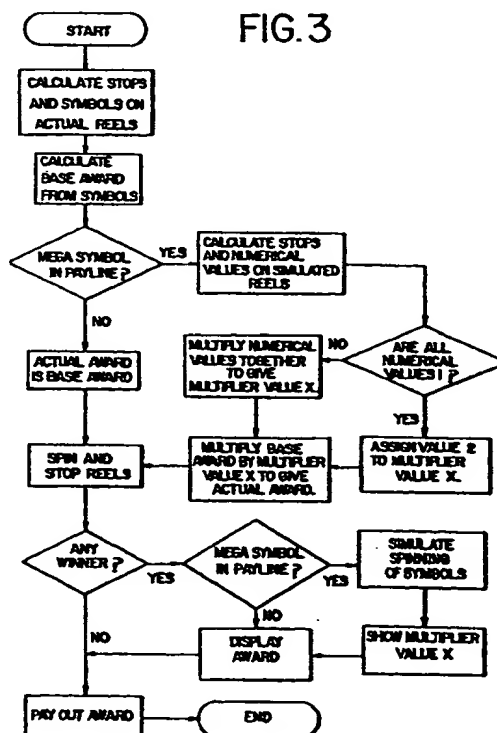 FIG.3
START
CALCULATE STOPS
AND SYMBOLS ON
ACTUAL REELS
CALCULATE
BASE AWARD
FROM SYMBOLS
MEGA SYMBOL
IN PAYLINE?
YES
CALCULATE STOPS
AND NUMERICAL
VALUES ON SIMULATED
REELS
NO
ACTUAL AWARD
IS BASE AWARD
MULTIPLY NUMERICAL
VALUES TOGETHER
TO GIVE
MULTIPLIER VALUE X.
NO
ARE ALL
NUMERICAL
VALUES 1?
YES
SPIN AND
STOP REELS
MULTIPLY BASE
AWARD BY MULTIPLIER
VALUE X TO GIVE
ACTUAL AWARD.
ASSIGN VALUE 2
TO MULTIPLIER
VALUE X.
ANY
WINNER?
YES
MEGA SYMBOL
IN PAYLINE?
YES
SIMULATE
SPINNING
OF SYMBOLS
NO
NO
DISPLAY
AWARD
SHOW MULTIPLIER
VALUE X
PAY OUT AWARD
END